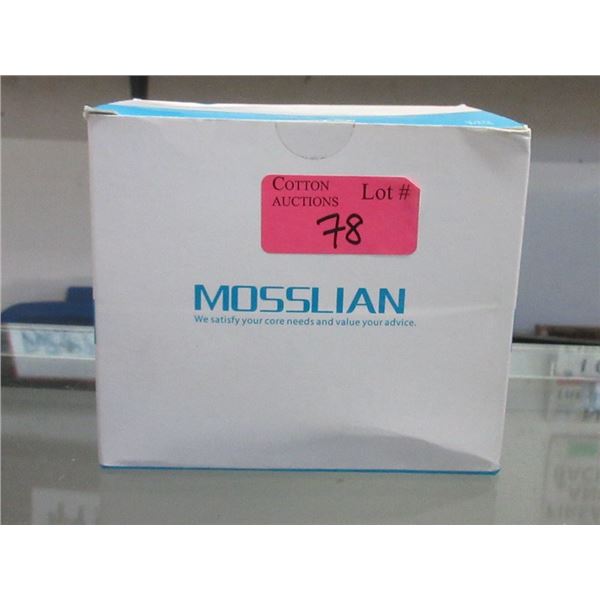 COTTON
AUCTIONS
Lot #
78
MOSSLIAN
We satisfy your core needs and value your advice.